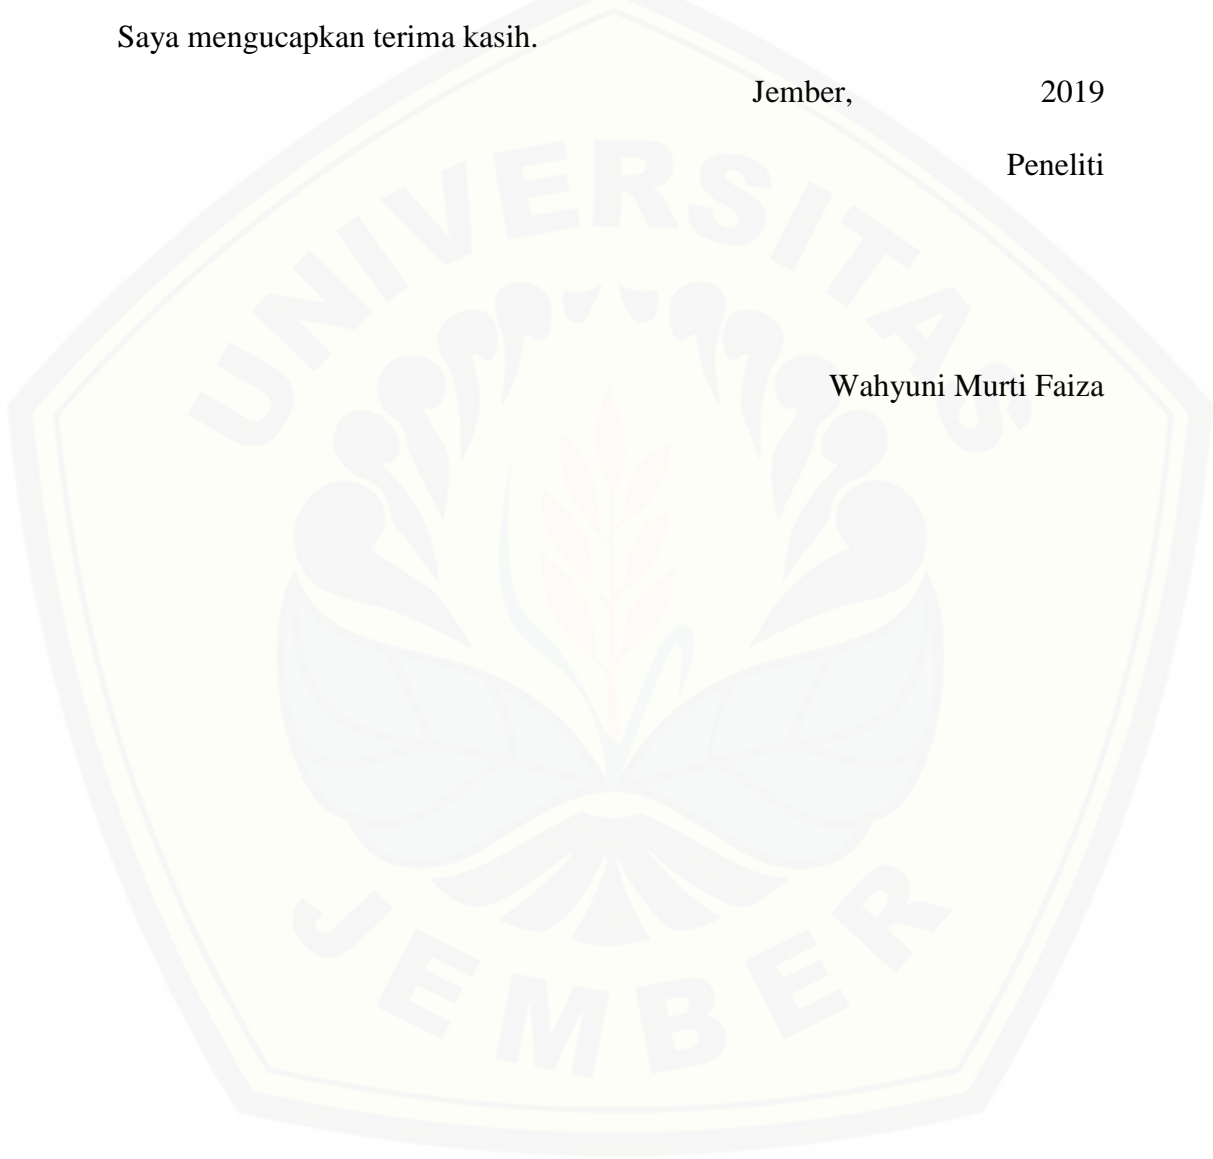 Saya mengucapkan terima kasih.
Jember, 2019
Peneliti
UNIVERSITAS
Wahyuni Murti Faiza
JEMBER